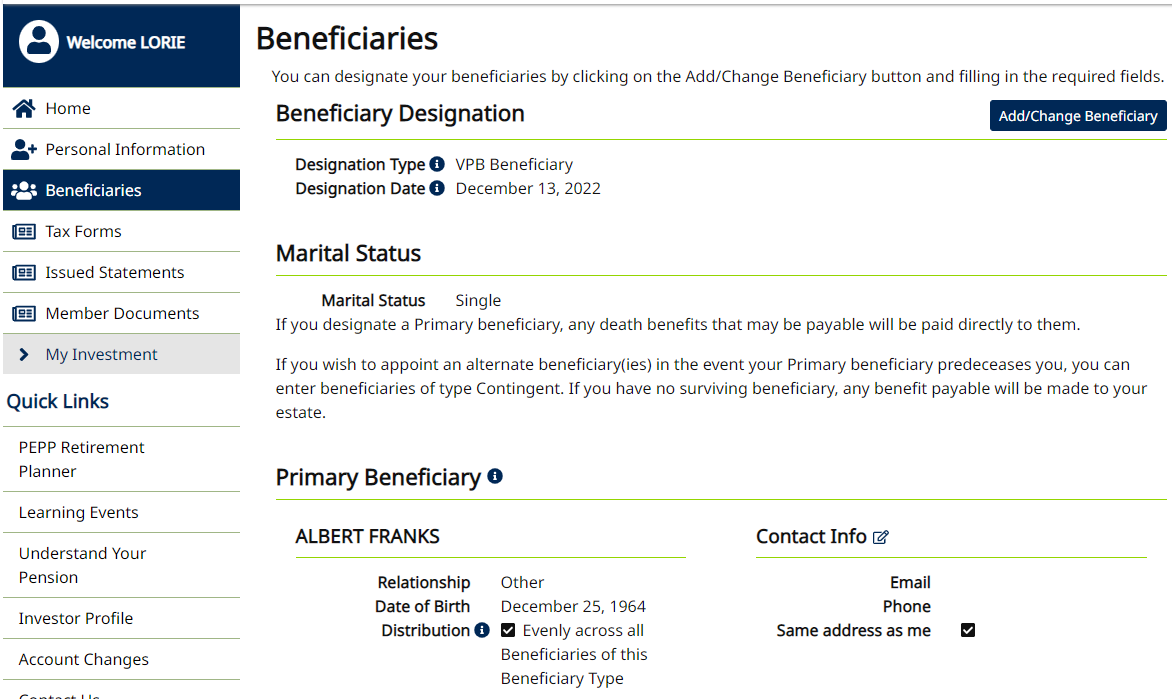 Welcome LORIE
Home
Personal Information
Beneficiaries
Tax Forms
Issued Statements
Member Documents
My Investment
Quick Links
PEPP Retirement
Planner
Learning Events
Understand Your
Pension
Investor Profile
Account Changes
Contact Us
Beneficiaries
You can designate your beneficiaries by clicking on the Add/Change Beneficiary button and filling in the required fields.
Beneficiary Designation
Add/Change Beneficiary
Designation Type VPB Beneficiary
Designation Date December 13, 2022
Marital Status
Marital Status Single
If you designate a Primary beneficiary, any death benefits that may be payable will be paid directly to them.
If you wish to appoint an alternate beneficiary(ies) in the event your Primary beneficiary predeceases you, you can
enter beneficiaries of type Contingent. If you have no surviving beneficiary, any benefit payable will be made to your
estate.
Primary Beneficiary
ALBERT FRANKS
Relationship Other
Date of Birth December 25, 1964
Distribution Evenly across all
Beneficiaries of this
Beneficiary Type
Contact Info
Email
Phone
Same address as me